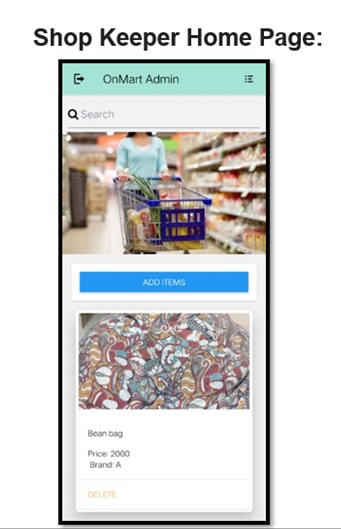 Shop Keeper Home Page:
OnMart Admin
Search
ADD ITEMS
Bean bag
Price: 2000
Brand: A
DELETE